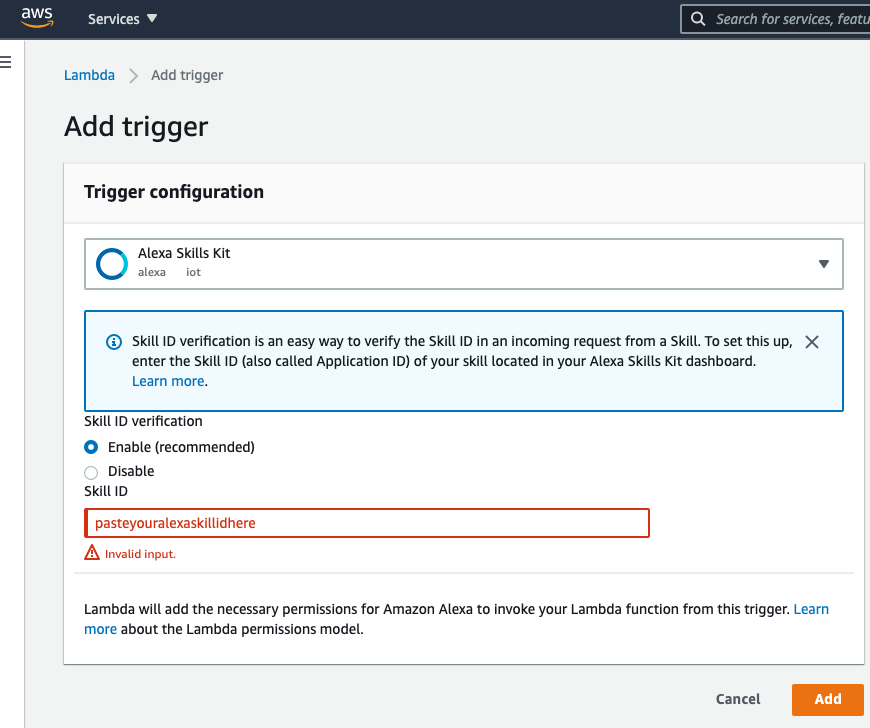 aws
Services
Search for services, featu
Lambda
Add trigger
Add trigger
Trigger configuration
Alexa Skills Kit
alexa iot
Skill ID verification is an easy way to verify the Skill ID in an incoming request from a Skill. To set this up,
enter the Skill ID (also called Application ID) of your skill located in your Alexa Skills Kit dashboard.
Learn more.
Skill ID verification
Enable (recommended)
Disable
Skill ID
pasteyouralexaskillidhere
Invalid input.
Lambda will add the necessary permissions for Amazon Alexa to invoke your Lambda function from this trigger. Learn
more about the Lambda permissions model.
Cancel
Add